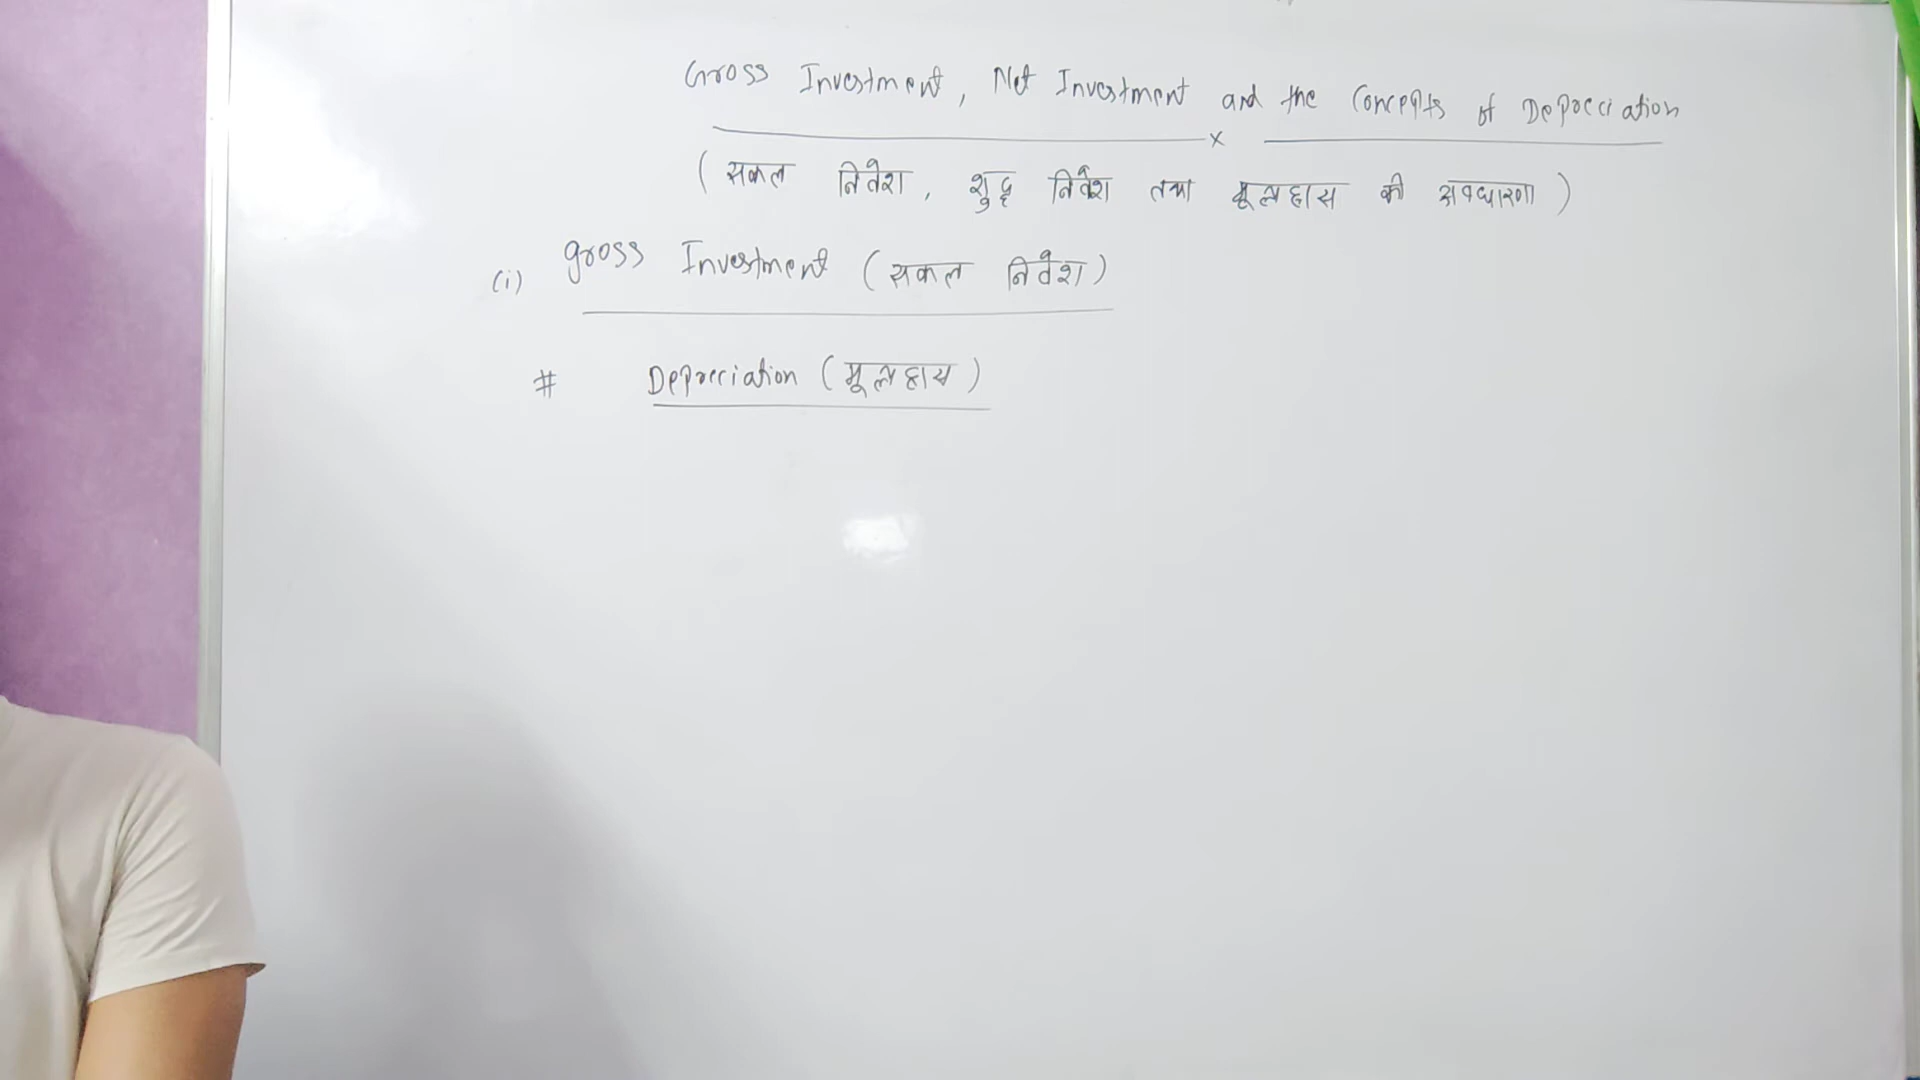 Gross Investment, Net Investment and the Concepts of Depreciation
(सकल निवेश, शुद्ध निवेश तथा मूल्यह्रास की अवधारणा)
(i) gross Investment (सकल निवेश)
# Depreciation (मूल्यह्रास)